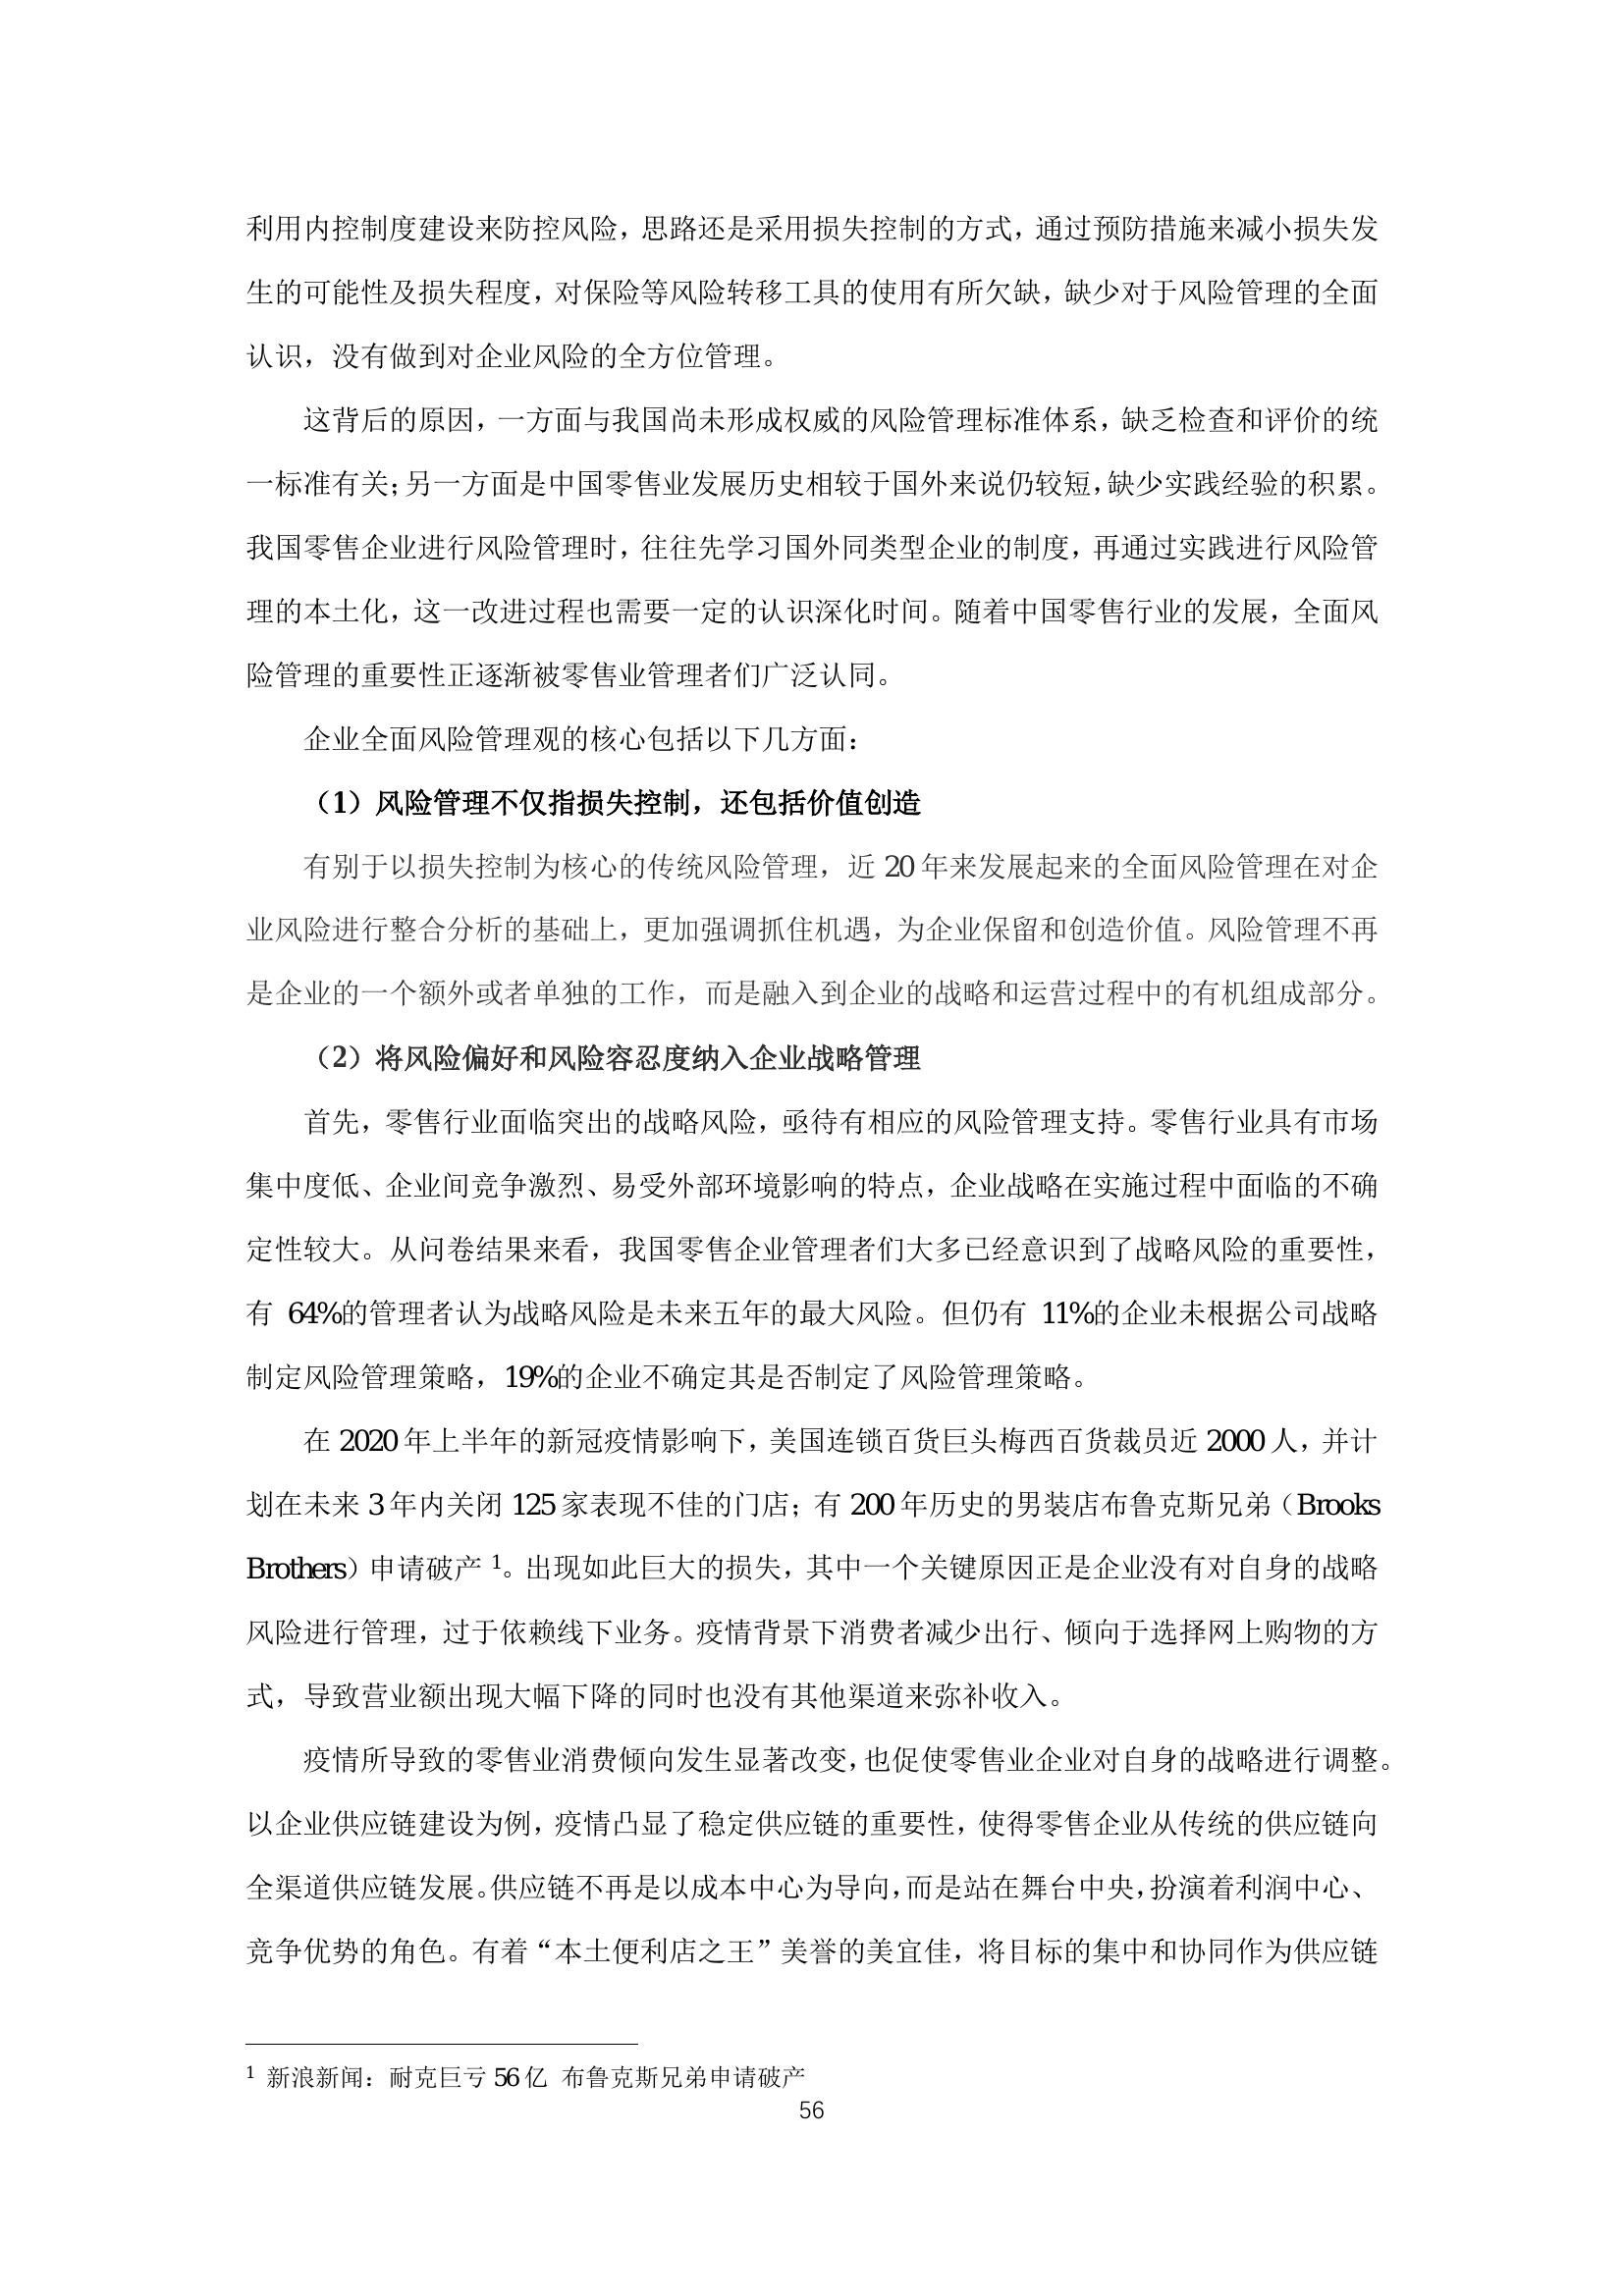 利用内控制度建设来防控风险，思路还是采用损失控制的方式，通过预防措施来减小损失发
生的可能性及损失程度，对保险等风险转移工具的使用有所欠缺，缺少对于风险管理的全面
认识，没有做到对企业风险的全方位管理。
这背后的原因，一方面与我国尚未形成权威的风险管理标准体系，缺乏检查和评价的统
一标准有关；另一方面是中国零售业发展历史相较于国外来说仍较短，缺少实践经验的积累。
我国零售企业进行风险管理时，往往先学习国外同类型企业的制度，再通过实践进行风险管
理的本土化，这一改进过程也需要一定的认识深化时间。随着中国零售行业的发展，全面风
险管理的重要性正逐渐被零售业管理者们广泛认同。
企业全面风险管理观的核心包括以下几方面：
（1）风险管理不仅指损失控制，还包括价值创造
有别于以损失控制为核心的传统风险管理，近 20 年来发展起来的全面风险管理在对企
业风险进行整合分析的基础上，更加强调抓住机遇，为企业保留和创造价值。风险管理不再
是企业的一个额外或者单独的工作，而是融入到企业的战略和运营过程中的有机组成部分。
（2）将风险偏好和风险容忍度纳入企业战略管理
首先，零售行业面临突出的战略风险，亟待有相应的风险管理支持。零售行业具有市场
集中度低、企业间竞争激烈、易受外部环境影响的特点，企业战略在实施过程中面临的不确
定性较大。从问卷结果来看，我国零售企业管理者们大多已经意识到了战略风险的重要性，
有 64%的管理者认为战略风险是未来五年的最大风险。但仍有 11%的企业未根据公司战略
制定风险管理策略，19%的企业不确定其是否制定了风险管理策略。
在 2020 年上半年的新冠疫情影响下，美国连锁百货巨头梅西百货裁员近 2000 人，并计
划在未来 3 年内关闭 125 家表现不佳的门店；有 200 年历史的男装店布鲁克斯兄弟（Brooks
Brothers）申请破产 1。出现如此巨大的损失，其中一个关键原因正是企业没有对自身的战略
风险进行管理，过于依赖线下业务。疫情背景下消费者减少出行、倾向于选择网上购物的方
式，导致营业额出现大幅下降的同时也没有其他渠道来弥补收入。
疫情所导致的零售业消费倾向发生显著改变，也促使零售业企业对自身的战略进行调整。
以企业供应链建设为例，疫情凸显了稳定供应链的重要性，使得零售企业从传统的供应链向
全渠道供应链发展。供应链不再是以成本中心为导向，而是站在舞台中央，扮演着利润中心、
竞争优势的角色。有着“本土便利店之王”美誉的美宜佳，将目标的集中和协同作为供应链
1 新浪新闻：耐克巨亏 56 亿 布鲁克斯兄弟申请破产
56